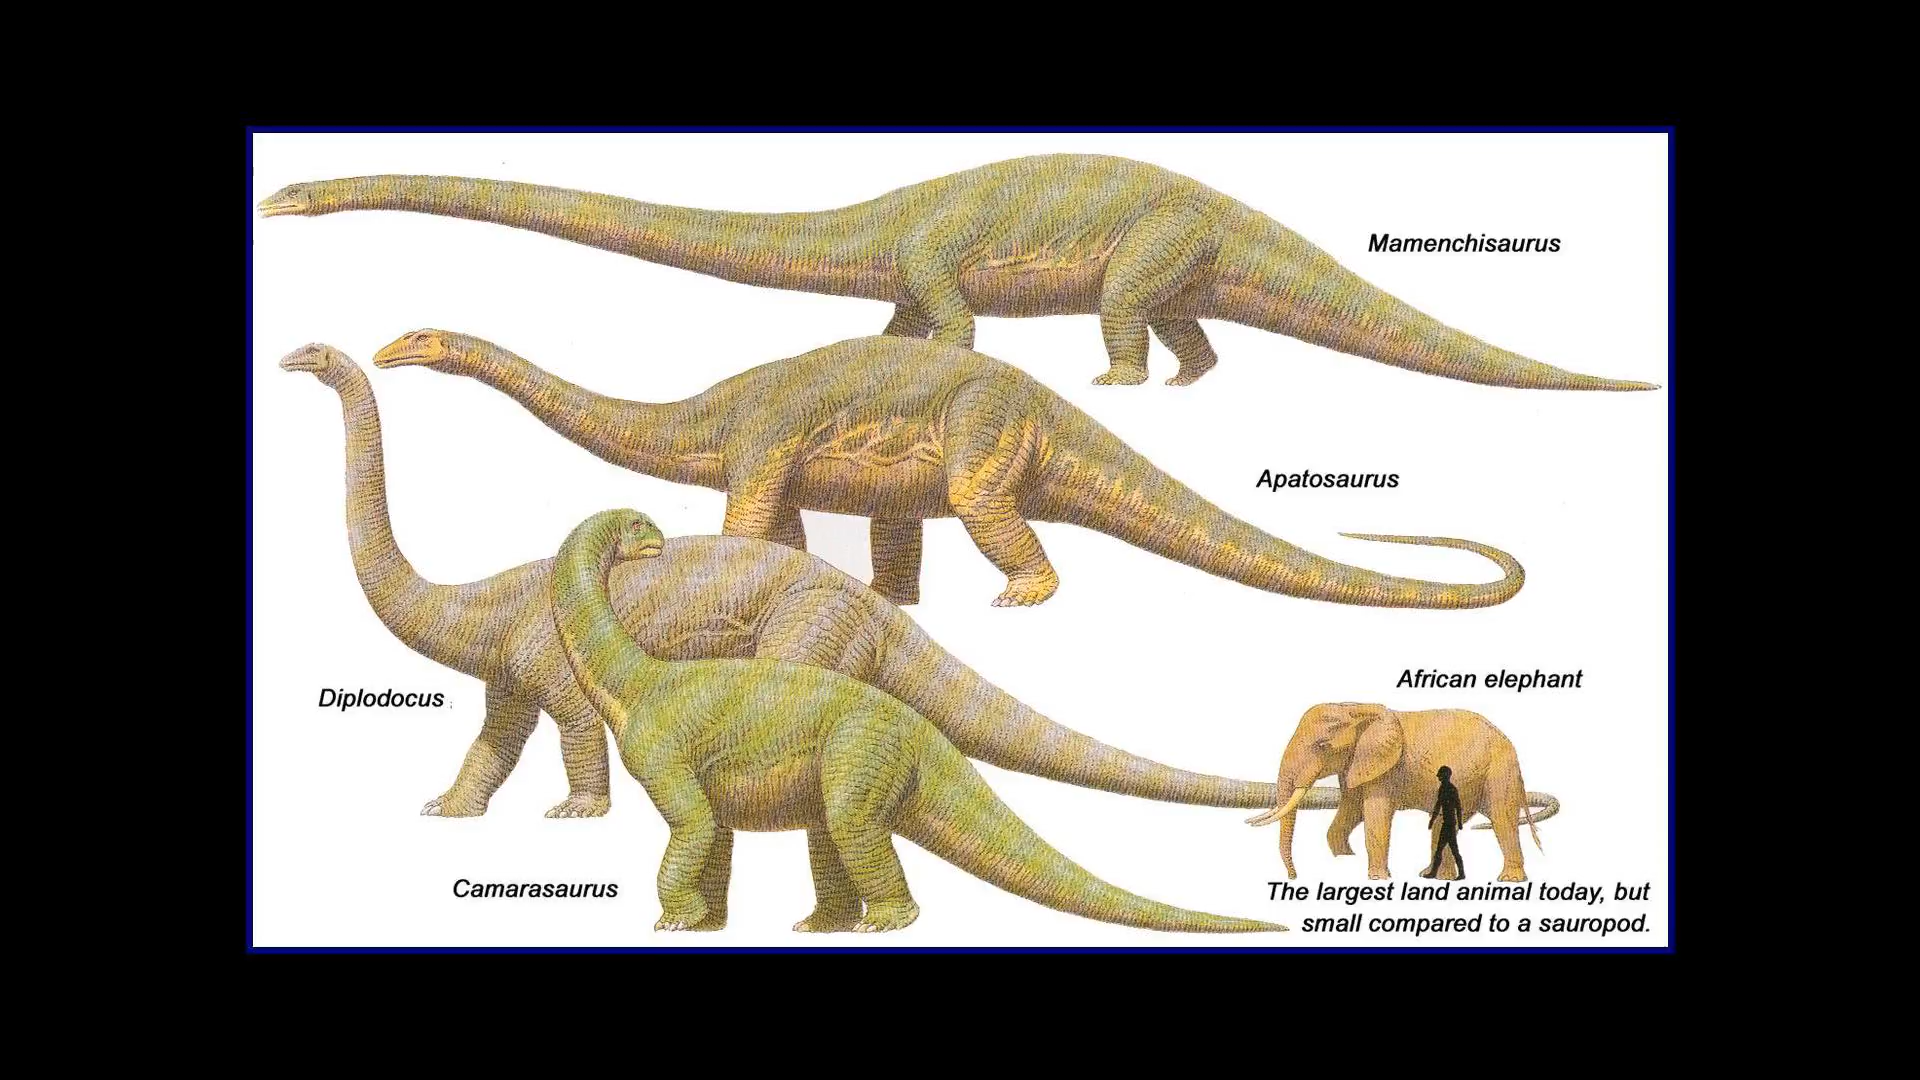 Mamenchisaurus
Apatosaurus
African elephant
Diplodocus
Camarasaurus
The largest land animal today, but
small compared to a sauropod.